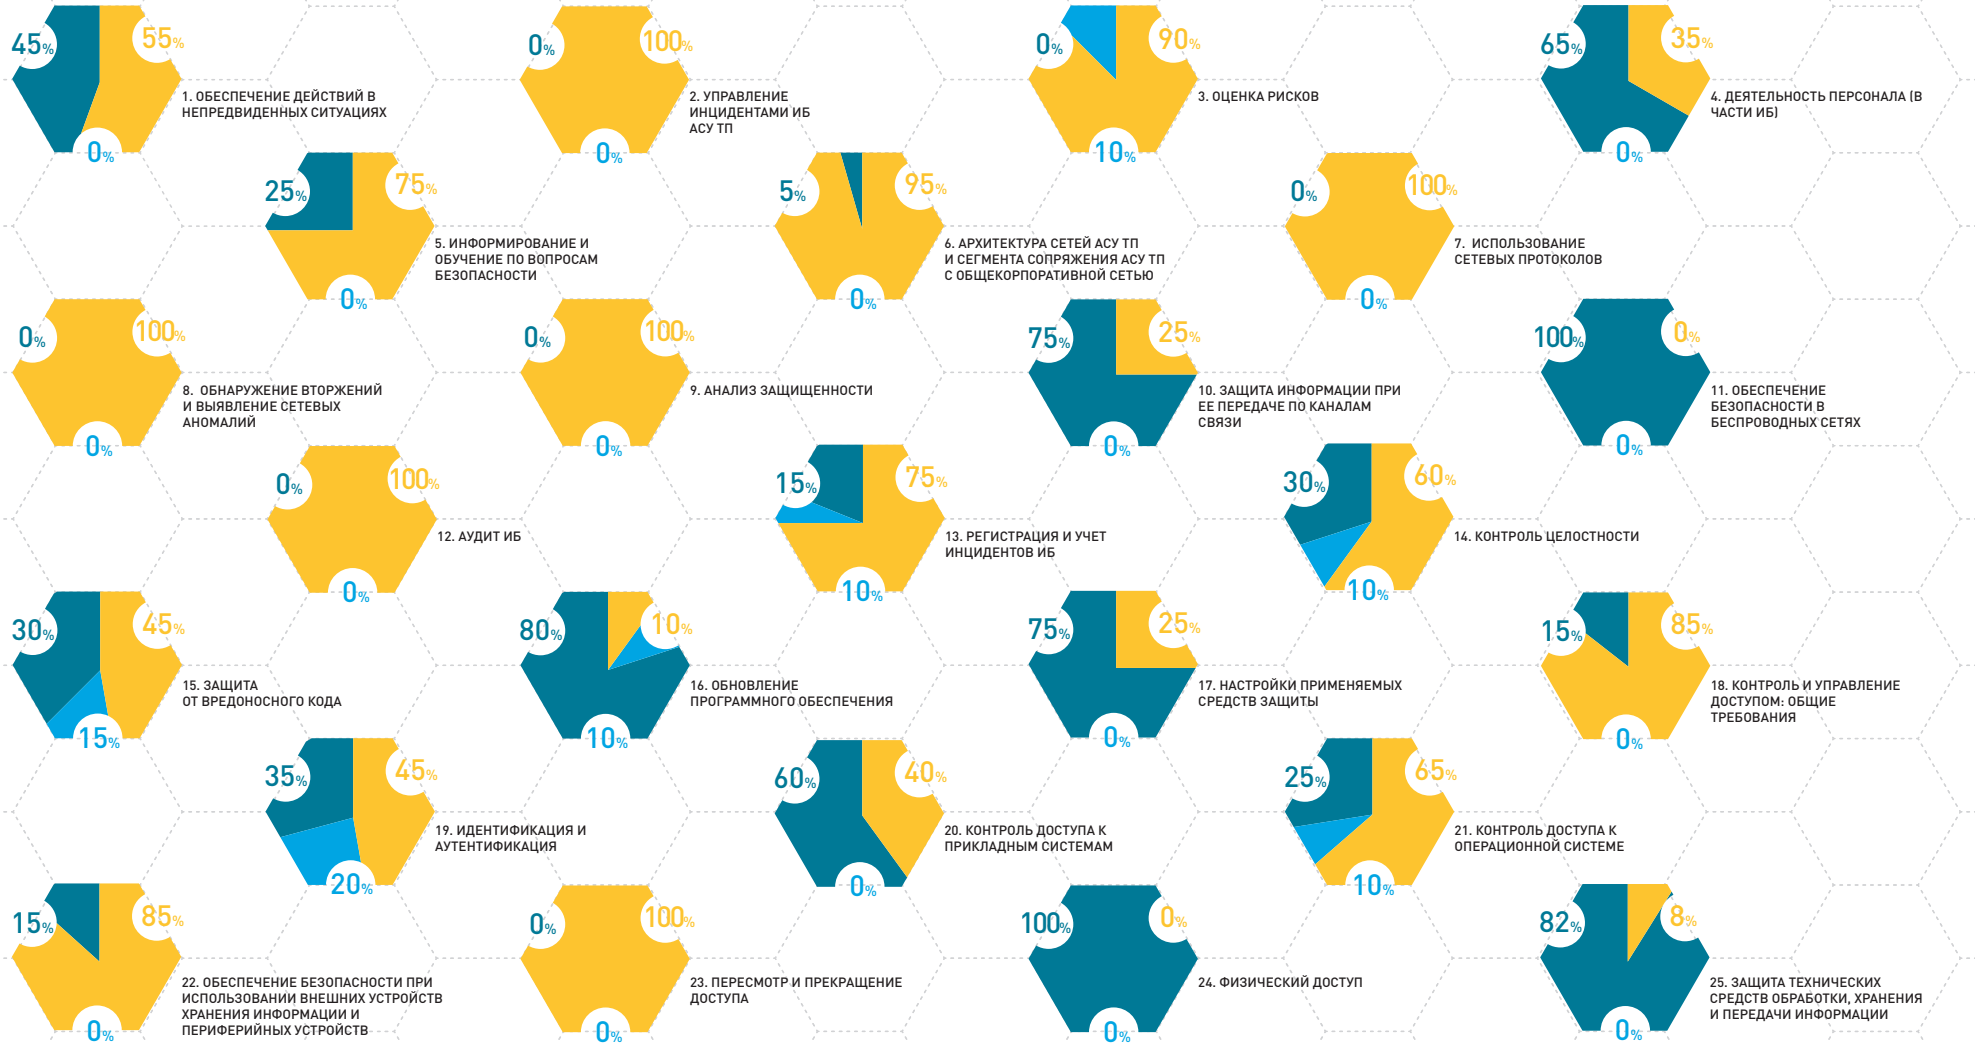 45%
55%
0%
1. ОБЕСПЕЧЕНИЕ ДЕЙСТВИЙ В
НЕПРЕДВИДЕННЫХ СИТУАЦИЯХ
0%
100%
0%
2. УПРАВЛЕНИЕ
ИНЦИДЕНТАМИ ИБ
АСУ ТП
0%
90%
10%
3. ОЦЕНКА РИСКОВ
65%
35%
0%
4. ДЕЯТЕЛЬНОСТЬ ПЕРСОНАЛА (В
ЧАСТИ ИБ)
25%
75%
0%
5. ИНФОРМИРОВАНИЕ И
ОБУЧЕНИЕ ПО ВОПРОСАМ
БЕЗОПАСНОСТИ
5%
95%
0%
6. АРХИТЕКТУРА СЕТЕЙ АСУ ТП
И СЕГМЕНТА СОПРЯЖЕНИЯ АСУ ТП
С ОБЩЕКОРПОРАТИВНОЙ СЕТЬЮ
0%
100%
0%
7. ИСПОЛЬЗОВАНИЕ
СЕТЕВЫХ ПРОТОКОЛОВ
0%
100%
0%
8. ОБНАРУЖЕНИЕ ВТОРЖЕНИЙ
И ВЫЯВЛЕНИЕ СЕТЕВЫХ
АНОМАЛИЙ
0%
100%
0%
9. АНАЛИЗ ЗАЩИЩЕННОСТИ
75%
25%
0%
10. ЗАЩИТА ИНФОРМАЦИИ ПРИ
ЕЕ ПЕРЕДАЧЕ ПО КАНАЛАМ
СВЯЗИ
100%
0%
0%
11. ОБЕСПЕЧЕНИЕ
БЕЗОПАСНОСТИ В
БЕСПРОВОДНЫХ СЕТЯХ
0%
100%
0%
12. АУДИТ ИБ
15%
75%
10%
13. РЕГИСТРАЦИЯ И УЧЕТ
ИНЦИДЕНТОВ ИБ
30%
60%
10%
14. КОНТРОЛЬ ЦЕЛОСТНОСТИ
30%
45%
15%
15. ЗАЩИТА
ОТ ВРЕДОНОСНОГО КОДА
80%
10%
10%
16. ОБНОВЛЕНИЕ
ПРОГРАММНОГО ОБЕСПЕЧЕНИЯ
75%
25%
0%
17. НАСТРОЙКИ ПРИМЕНЯЕМЫХ
СРЕДСТВ ЗАЩИТЫ
15%
85%
0%
18. КОНТРОЛЬ И УПРАВЛЕНИЕ
ДОСТУПОМ: ОБЩИЕ
ТРЕБОВАНИЯ
35%
45%
20%
19. ИДЕНТИФИКАЦИЯ И
АУТЕНТИФИКАЦИЯ
60%
40%
0%
20. КОНТРОЛЬ ДОСТУПА К
ПРИКЛАДНЫМ СИСТЕМАМ
25%
65%
10%
21. КОНТРОЛЬ ДОСТУПА К
ОПЕРАЦИОННОЙ СИСТЕМЕ
15%
85%
0%
22. ОБЕСПЕЧЕНИЕ БЕЗОПАСНОСТИ ПРИ
ИСПОЛЬЗОВАНИИ ВНЕШНИХ УСТРОЙСТВ
ХРАНЕНИЯ ИНФОРМАЦИИ И
ПЕРИФЕРИЙНЫХ УСТРОЙСТВ
0%
100%
0%
23. ПЕРЕСМОТР И ПРЕКРАЩЕНИЕ
ДОСТУПА
100%
0%
0%
24. ФИЗИЧЕСКИЙ ДОСТУП
82%
8%
0%
25. ЗАЩИТА ТЕХНИЧЕСКИХ
СРЕДСТВ ОБРАБОТКИ, ХРАНЕНИЯ
И ПЕРЕДАЧИ ИНФОРМАЦИИ